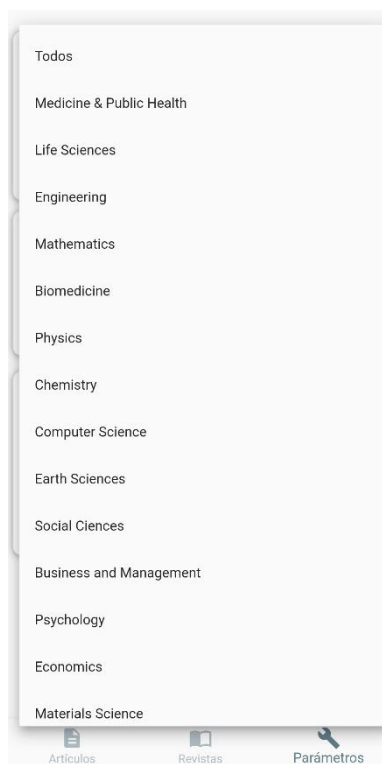 Todos
Medicine & Public Health
Life Sciences
Engineering
Mathematics
Biomedicine
Physics
Chemistry
Computer Science
Earth Sciences
Social Ciences
Business and Management
Psychology
Economics
Materials Science
Artículos Revistas Parámetros